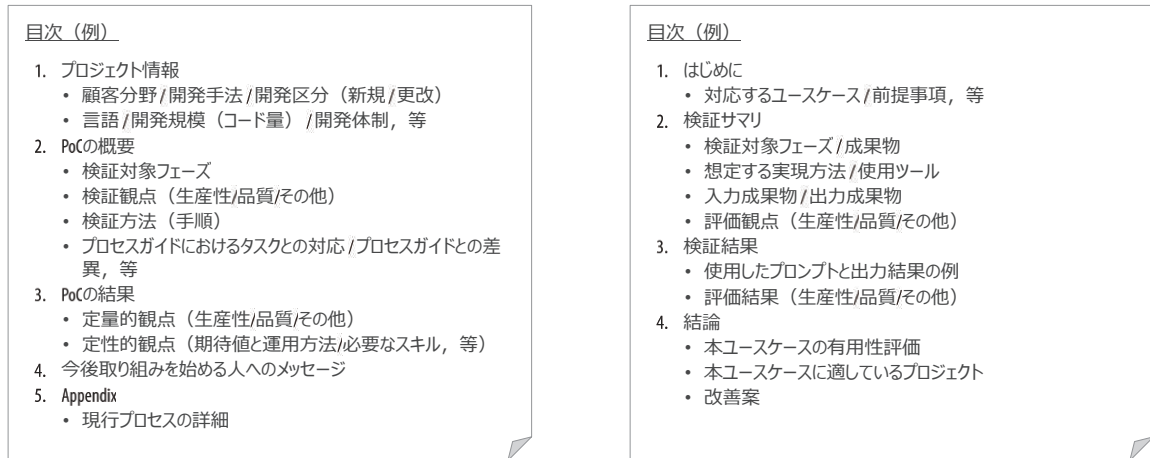 目次（例）
1. プロジェクト情報
• 顧客分野/開発手法/開発区分（新規/更改）
• 言語/開発規模（コード量）/開発体制，等
2. PoCの概要
• 検証対象フェーズ
• 検証観点（生産性/品質/その他）
• 検証方法（手順）
• プロセスガイドにおけるタスクとの対応/プロセスガイドとの差
異，等
3. PoCの結果
• 定量的観点（生産性/品質/その他）
• 定性的観点（期待値と運用方法/必要なスキル，等）
4. 今後取り組みを始める人へのメッセージ
5. Appendix
• 現行プロセスの詳細
目次（例）
1. はじめに
• 対応するユースケース/前提事項，等
2. 検証サマリ
• 検証対象フェーズ/成果物
• 想定する実現方法/使用ツール
• 入力成果物/出力成果物
• 評価観点（生産性/品質/その他）
3. 検証結果
• 使用したプロンプトと出力結果の例
• 評価結果（生産性/品質/その他）
4. 結論
• 本ユースケースの有用性評価
• 本ユースケースに適しているプロジェクト
• 改善案